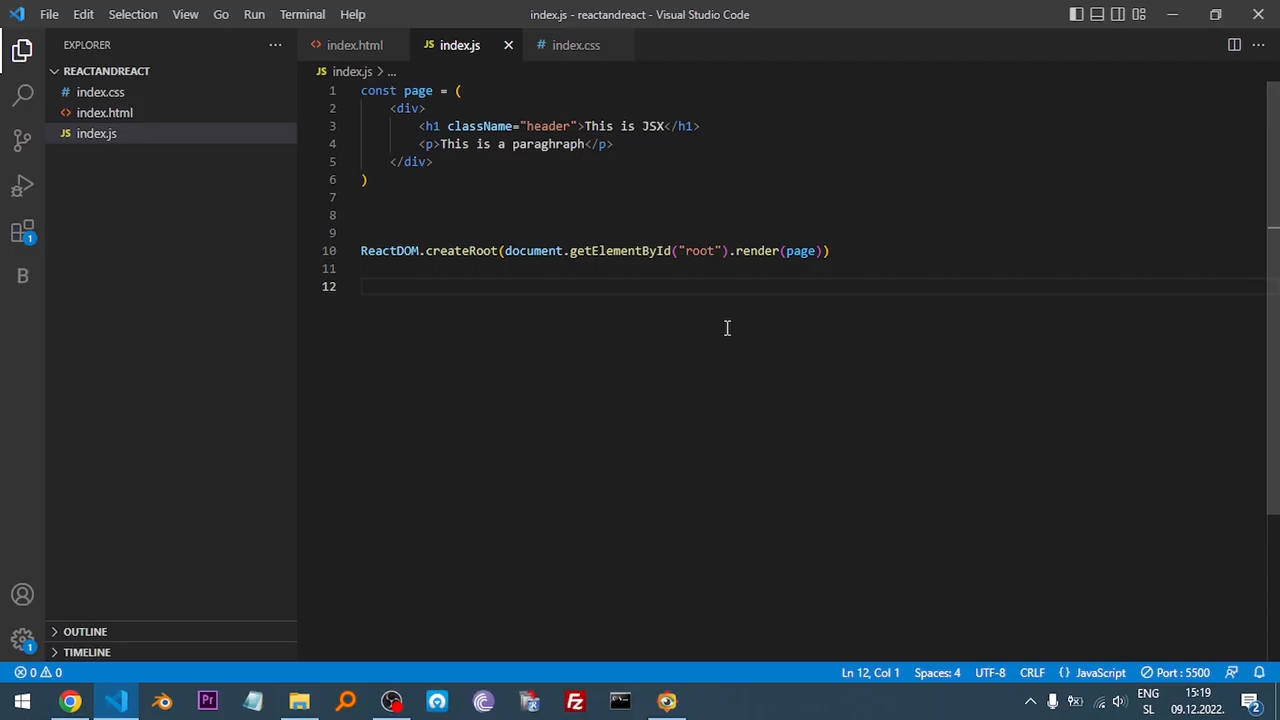 File Edit Selection View Go Run Terminal Help index.js - reactandreact - Visual Studio Code
EXPLORER
REACTANDREACT
index.css
index.html
JS index.js
OUTLINE
TIMELINE
index.html JS index.js # index.css
JS index.js > ...
1 const page = (
2 <div>
3 <h1 className="header">This is JSX</h1>
4 <p>This is a paraghraph</p>
5 </div>
6 )
7
8
9
10 ReactDOM.createRoot(document.getElementById("root").render(page))
11
12
0 0 Ln 12, Col 1 Spaces: 4 UTF-8 CRLF {} JavaScript Port : 5500
ENG 15:19
SL 09.12.2022